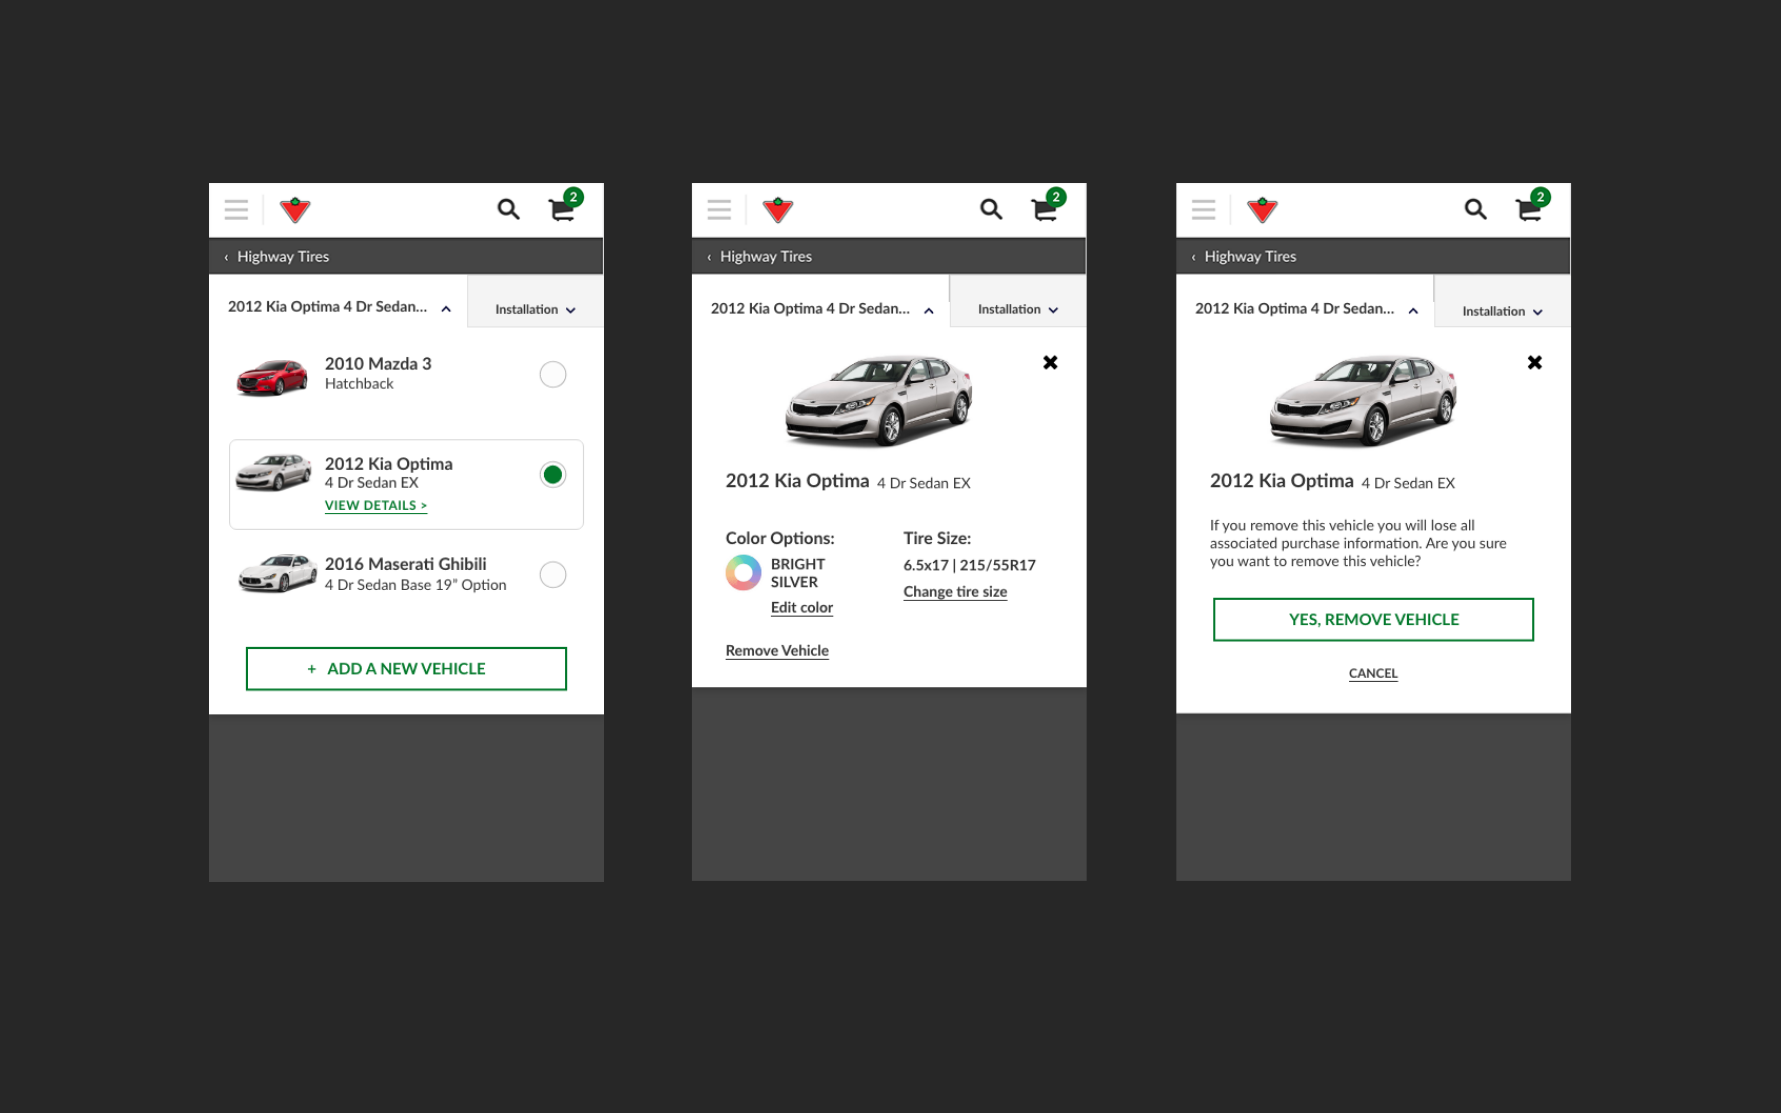 2
‹ Highway Tires
2012 Kia Optima 4 Dr Sedan...
Installation
2010 Mazda 3
Hatchback
2012 Kia Optima
4 Dr Sedan EX
VIEW DETAILS >
2016 Maserati Ghibili
4 Dr Sedan Base 19” Option
+ ADD A NEW VEHICLE
2
‹ Highway Tires
2012 Kia Optima 4 Dr Sedan...
Installation
2012 Kia Optima 4 Dr Sedan EX
Color Options:
BRIGHT
SILVER
Edit color
Tire Size:
6.5x17 | 215/55R17
Change tire size
Remove Vehicle
2
‹ Highway Tires
2012 Kia Optima 4 Dr Sedan...
Installation
2012 Kia Optima 4 Dr Sedan EX
If you remove this vehicle you will lose all
associated purchase information. Are you sure
you want to remove this vehicle?
YES, REMOVE VEHICLE
CANCEL